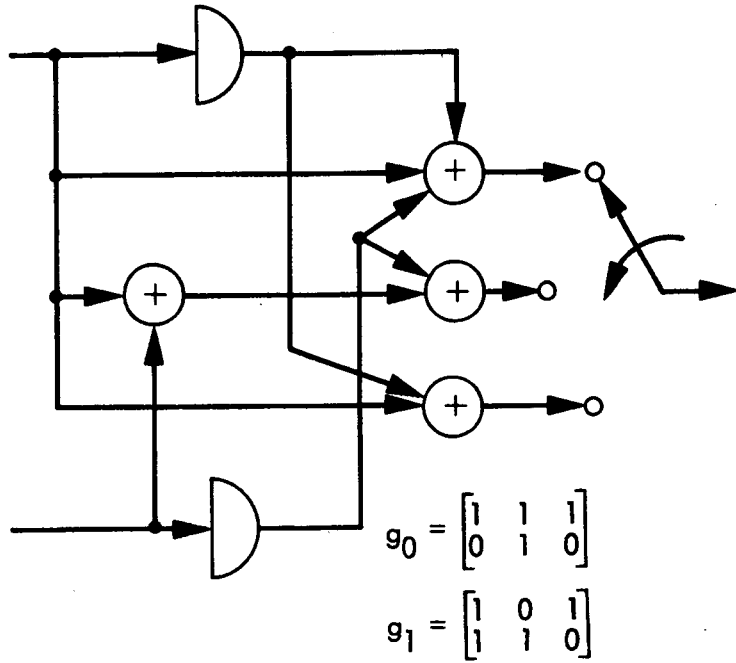 +
+
+
+
g0 = [1 1 1
0 1 0]
g1 = [1 0 1
1 1 0]